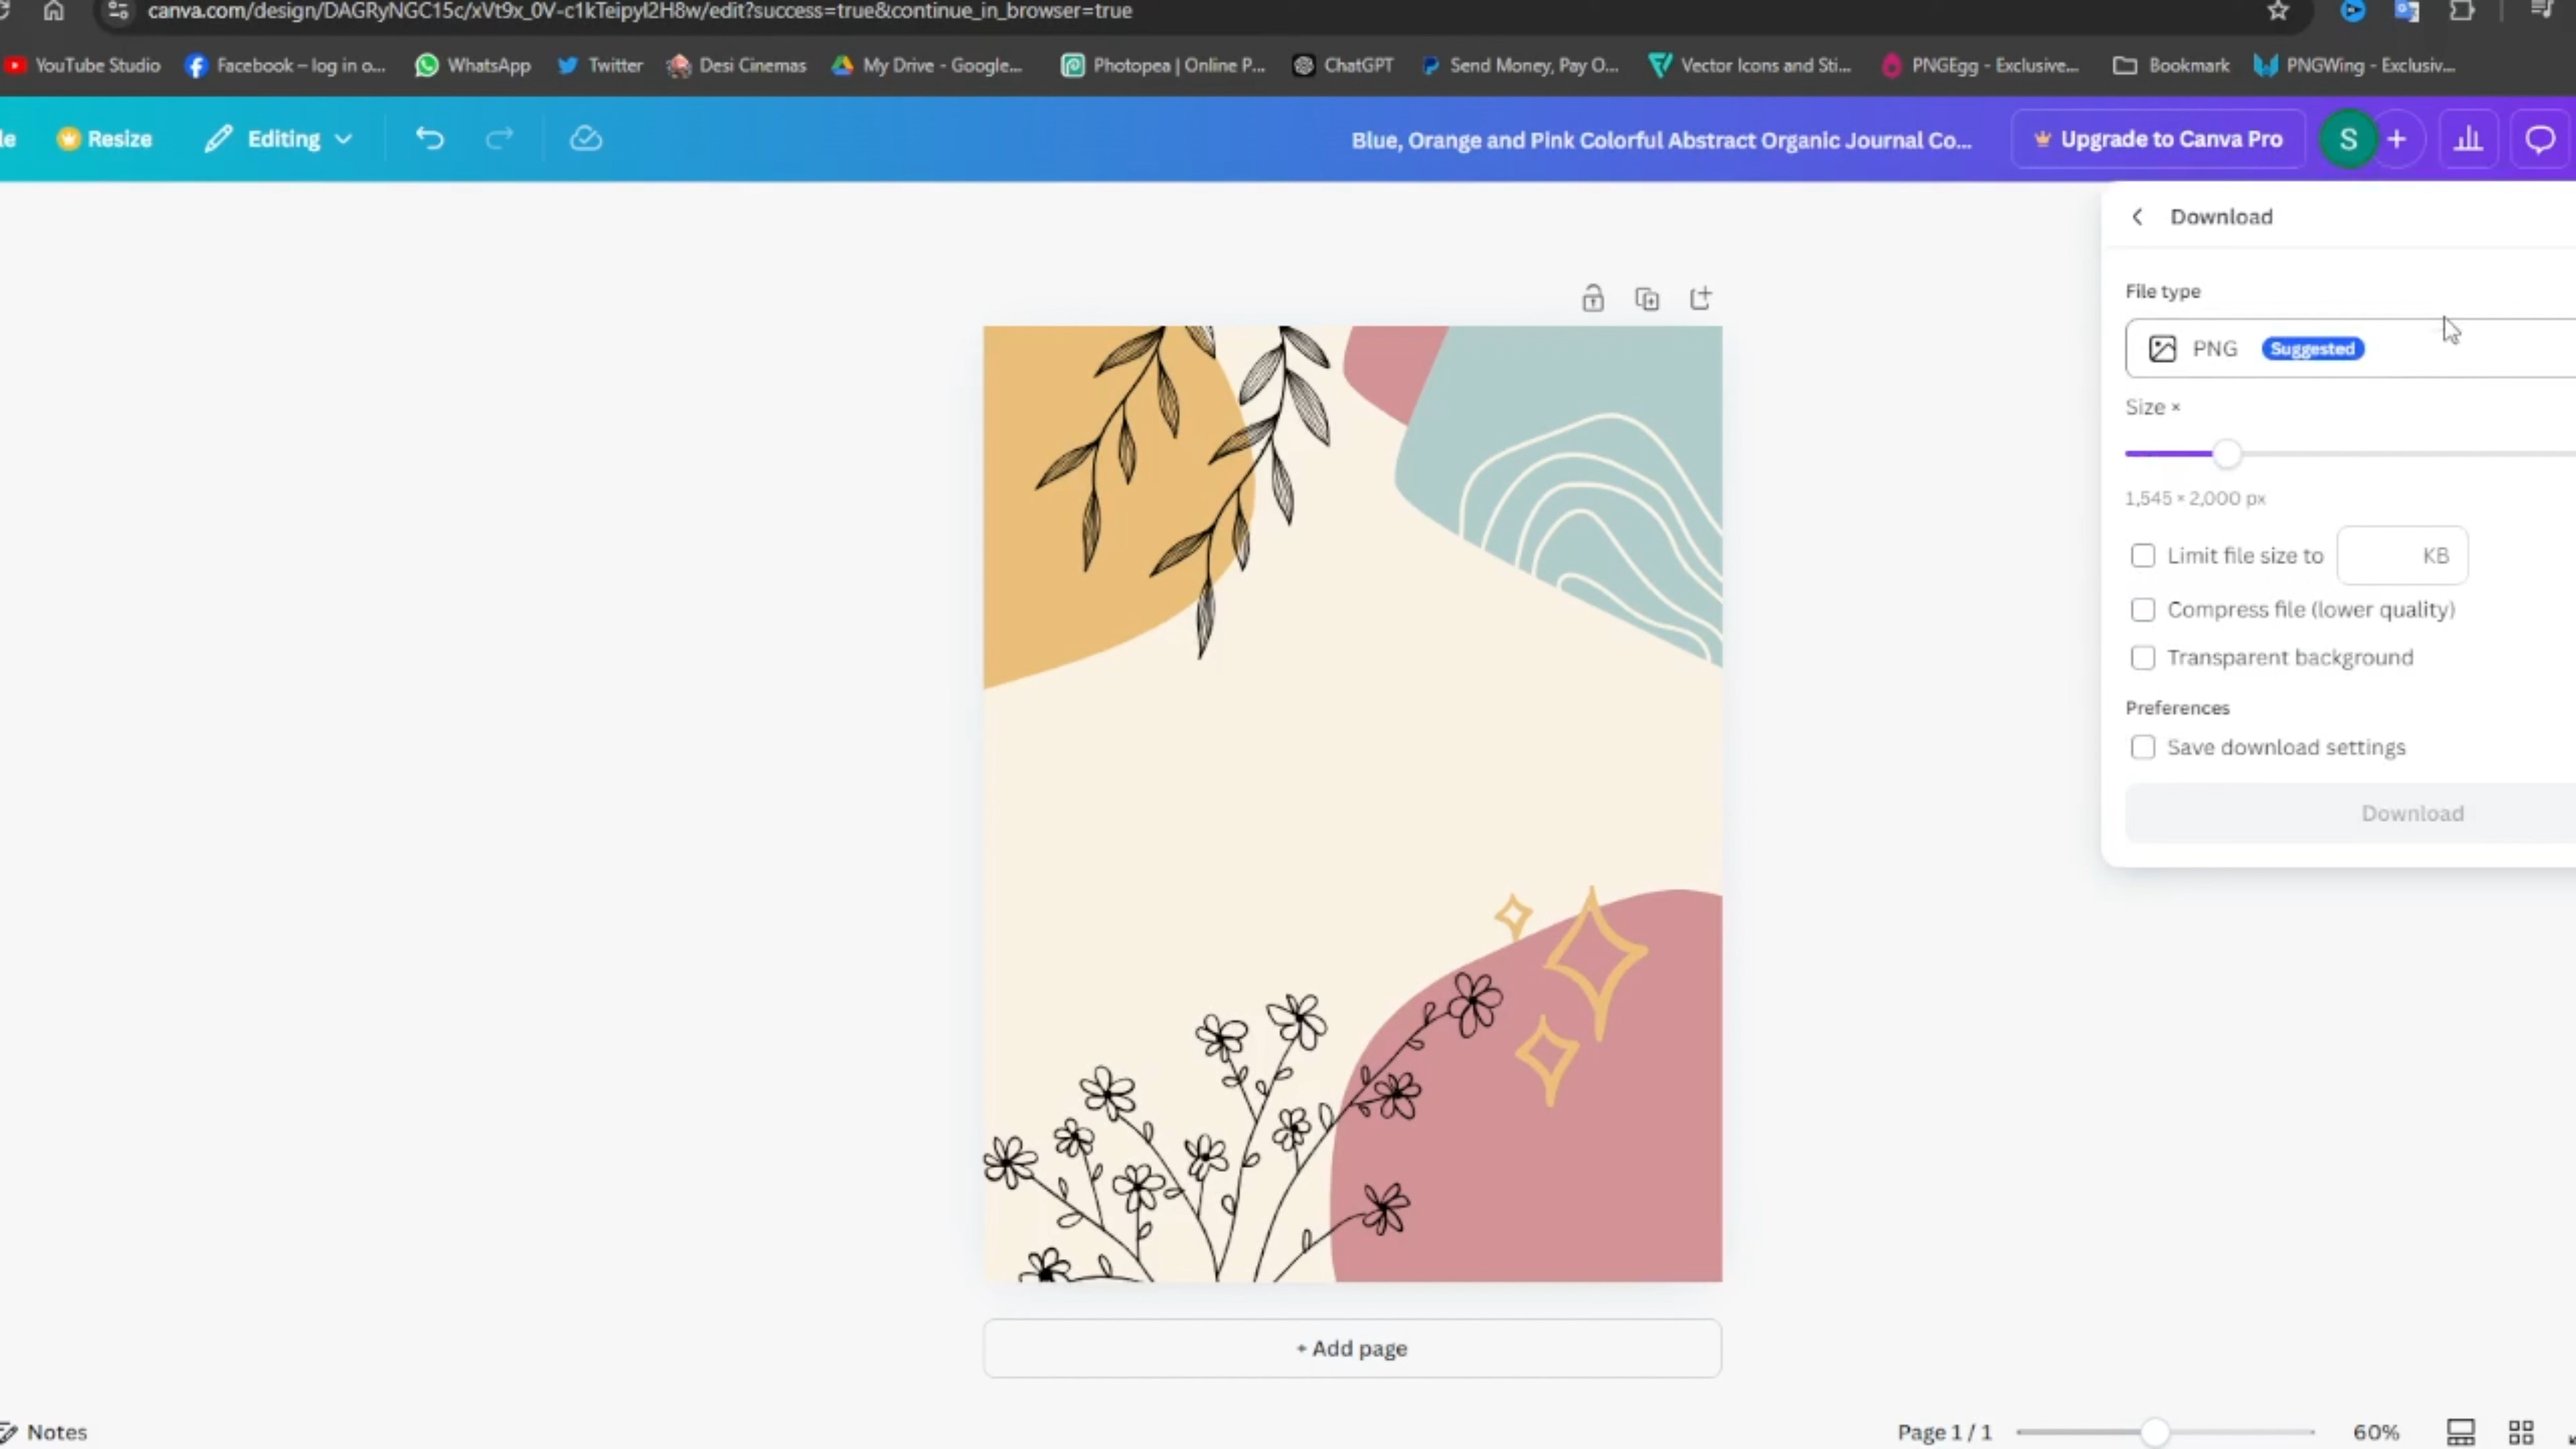 canva.com/design/DAGRyNGC15c/xVt9x_0V-c1kTeipyI2H8w/edit?success=true&continue_in_browser=true
YouTube Studio Facebook – log in o... WhatsApp Twitter Desi Cinemas My Drive - Google... Photopea | Online P... ChatGPT Send Money, Pay O... Vector Icons and Sti... PNGEgg - Exclusive... Bookmark PNGWing - Exclusiv...
le Resize Editing Blue, Orange and Pink Colorful Abstract Organic Journal Co... Upgrade to Canva Pro S +
Download
File type
PNG Suggested
Size ×
1,545 × 2,000 px
Limit file size to KB
Compress file (lower quality)
Transparent background
Preferences
Save download settings
Download
+ Add page
Notes Page 1 / 1 60%